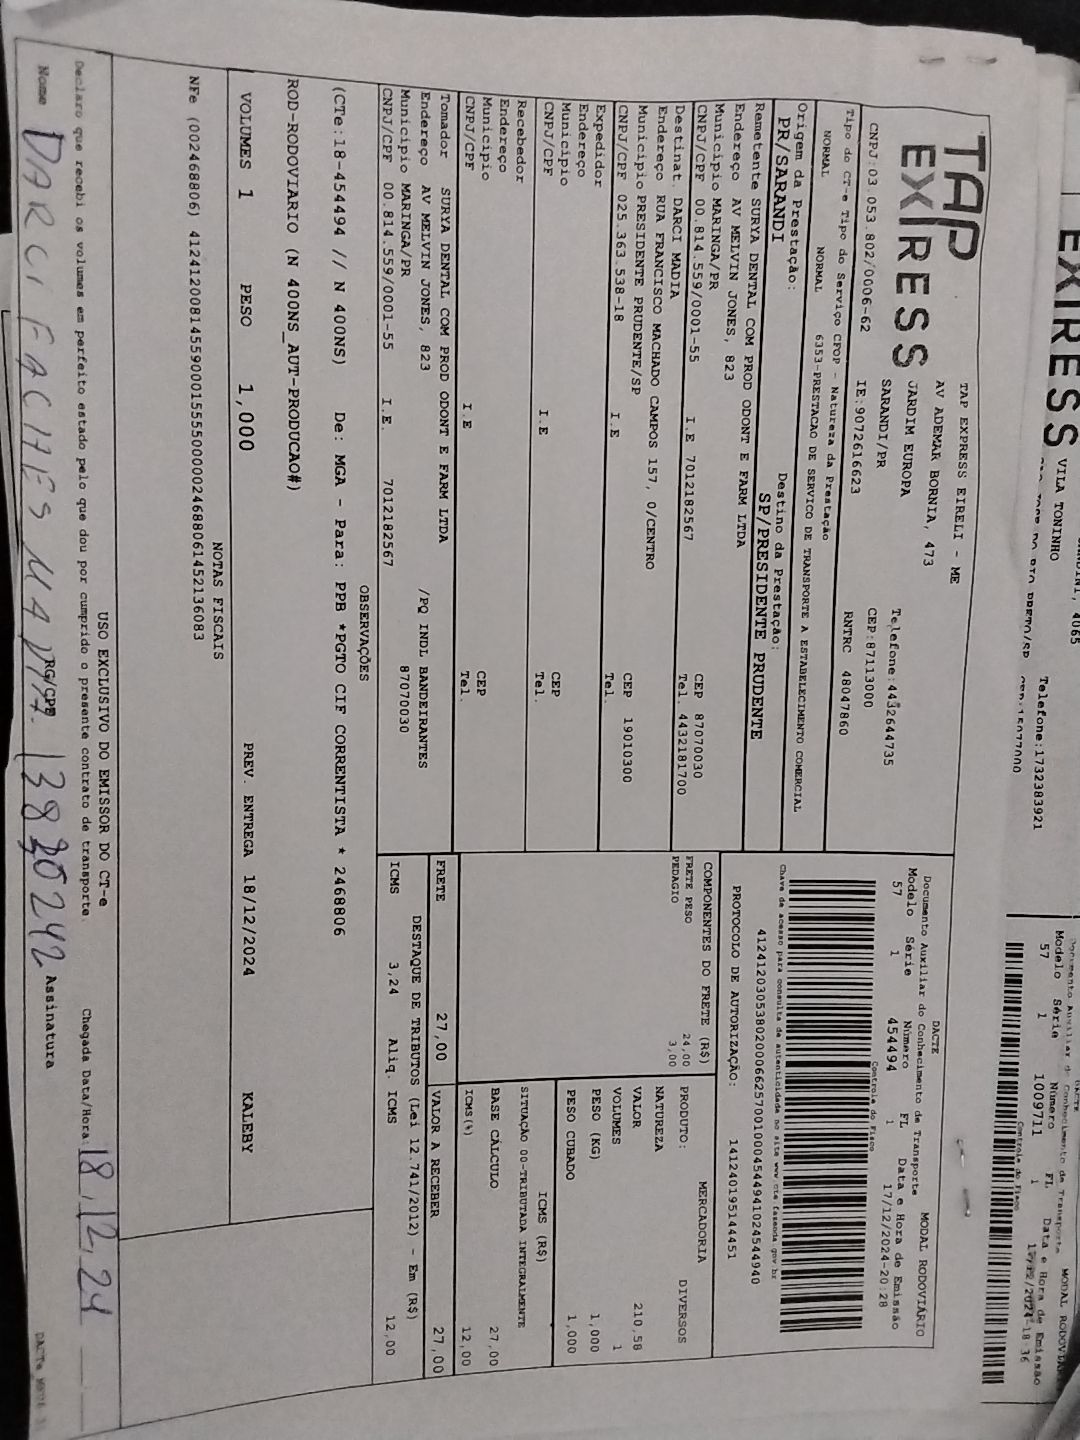 TAP EXPRESS
TAP EXPRESS EIRELI - ME
AV ADEMAR BORNIA, 473
JARDIM EUROPA
SARANDI/PR
Telefone:4432644735
CEP:87113000
CNPJ:03.053.802/0006-62
IE:9072616623
RNTRC 48047860
DACTE
MODAL RODOVIÁRIO
Documento Auxiliar do Conhecimento de Transporte
Modelo Série Número FL Data e Hora de Emissão
57 1 454494 1 17/12/2024-20:28
Controle do Fisco
Chave de acesso para consulta de autenticidade no site www.cte.fazenda.gov.br
41241203053802000662570010004544941024544940
PROTOCOLO DE AUTORIZAÇÃO: 141240195144451
Tipo do CT-e Tipo do Serviço CFOP - Natureza da Prestação
NORMAL NORMAL 6353-PRESTACAO DE SERVICO DE TRANSPORTE A ESTABELECIMENTO COMERCIAL
Origem da Prestação: Destino da Prestação:
PR/SARANDI SP/PRESIDENTE PRUDENTE
Remetente SURYA DENTAL COM PROD ODONT E FARM LTDA
Endereço AV MELVIN JONES, 823
Município MARINGA/PR CEP 87070030
CNPJ/CPF 00.814.559/0001-55 I.E 7012182567 Tel. 4432181700
Destinat. DARCI MADIA
Endereço RUA FRANCISCO MACHADO CAMPOS 157, 0/CENTRO
Município PRESIDENTE PRUDENTE/SP CEP 19010300
CNPJ/CPF 025.363.538-18 I.E Tel.
Expedidor
Endereço
Município CEP
CNPJ/CPF I.E Tel.
Recebedor
Endereço
Município CEP
CNPJ/CPF I.E Tel.
Tomador SURYA DENTAL COM PROD ODONT E FARM LTDA
Endereço AV MELVIN JONES, 823 /PQ INDL BANDEIRANTES
Município MARINGA/PR 87070030
CNPJ/CPF 00.814.559/0001-55 I.E. 7012182567
COMPONENTES DO FRETE (R$)
FRETE PESO 24,00
PEDAGIO 3,00
PRODUTO: MERCADORIA
NATUREZA DIVERSOS
VALOR 210,58
VOLUMES 1
PESO (KG) 1,000
PESO CUBADO 1,000
ICMS (R$)
SITUAÇÃO 00-TRIBUTADA INTEGRALMENTE
BASE CÁLCULO 27,00
ICMS(%) 12,00
FRETE 27,00 VALOR A RECEBER 27,00
DESTAQUE DE TRIBUTOS (Lei 12.741/2012) - Em (R$)
ICMS 3,24 Aliq. ICMS 12,00
OBSERVAÇÕES
(CTe:18-454494 // N 400NS) De: MGA - Para: PPB *PGTO CIF CORRENTISTA * 2468806
ROD-RODOVIARIO (N 400NS_AUT-PRODUCAO#)
VOLUMES 1 PESO 1,000 PREV. ENTREGA 18/12/2024 KALEBY
NOTAS FISCAIS
NFe (002468806) 41241200814559000155550000024688061452136083
USO EXCLUSIVO DO EMISSOR DO CT-e
Declaro que recebi os volumes em perfeito estado pelo que dou por cumprido o presente contrato de transporte.
Chegada Data/Hora: 18.12.24
Nome DARCI FACHAES MADIA. RG/CPF Assinatura
EXPRESS
VILA TONINHO
Telefone:1732383921
Modelo Série Número FL Data e Hora de Emissão
57 1 1009711 1
Controle do Fisco